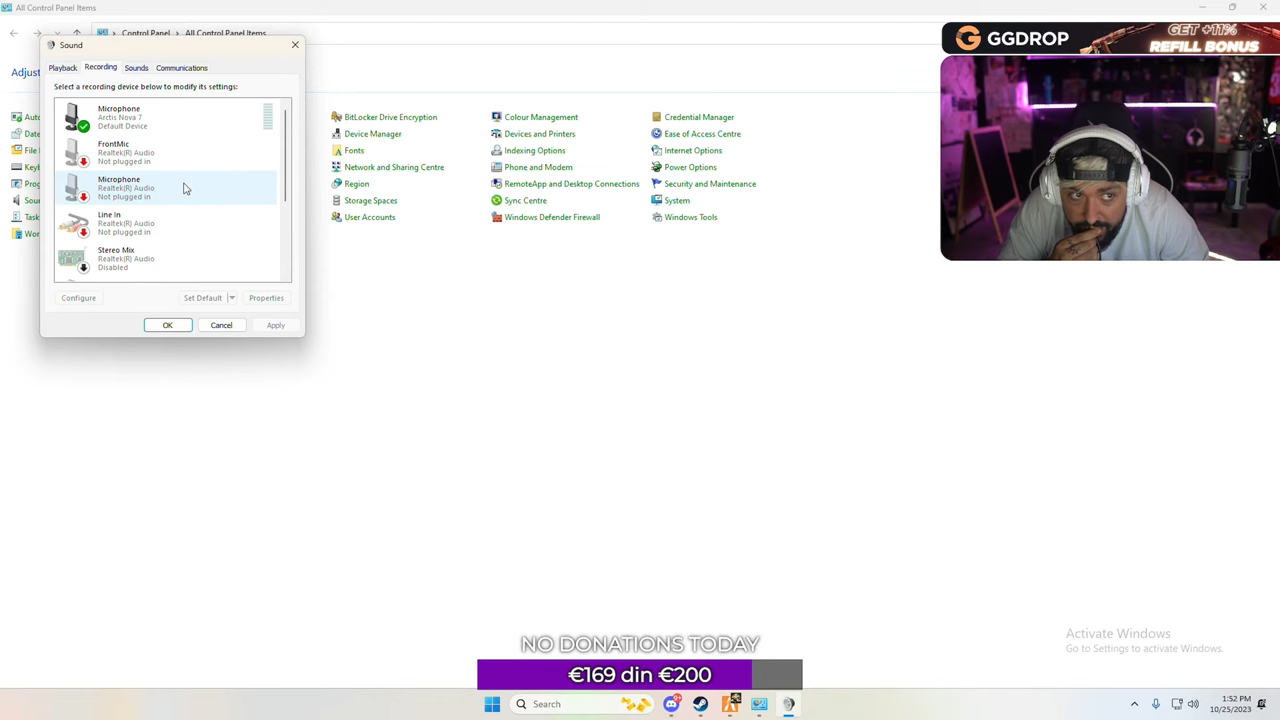 All Control Panel Items
Control Panel
All Control Panel Items
Sound
Playback
Recording
Sounds
Communications
Select a recording device below to modify its settings:
Microphone
Arctis Nova 7
Default Device
FrontMic
Realtek(R) Audio
Not plugged in
Microphone
Realtek(R) Audio
Not plugged in
Line In
Realtek(R) Audio
Not plugged in
Stereo Mix
Realtek(R) Audio
Disabled
Configure
Set Default
Properties
OK
Cancel
Apply
Adjust
BitLocker Drive Encryption
Device Manager
Fonts
Network and Sharing Centre
Region
Storage Spaces
User Accounts
Colour Management
Devices and Printers
Indexing Options
Phone and Modem
RemoteApp and Desktop Connections
Sync Centre
Windows Defender Firewall
Credential Manager
Ease of Access Centre
Internet Options
Power Options
Security and Maintenance
System
Windows Tools
GGDROP
GET +11%
REFILL BONUS
Activate Windows
Go to Settings to activate Windows.
NO DONATIONS TODAY
€169 din €200
Search
1:52 PM
10/25/2023